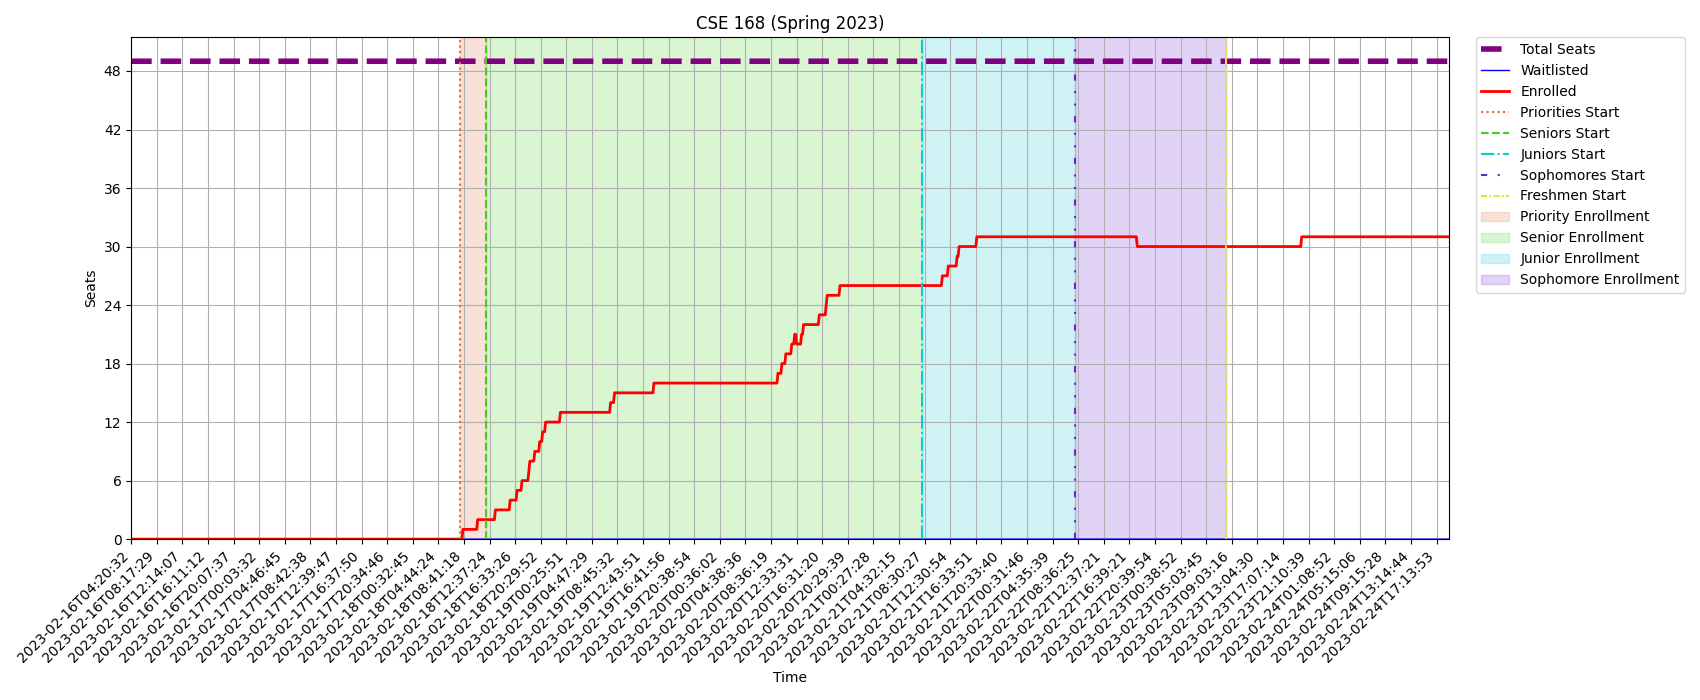 CSE 168 (Spring 2023)
Total Seats
Waitlisted
Enrolled
Priorities Start
Seniors Start
Juniors Start
Sophomores Start
Freshmen Start
Priority Enrollment
Senior Enrollment
Junior Enrollment
Sophomore Enrollment
Seats
48
42
36
30
24
18
12
6
0
2023-02-16T04:20:32
2023-02-16T08:17:29
2023-02-16T12:14:07
2023-02-16T16:11:12
2023-02-16T20:07:37
2023-02-17T00:03:32
2023-02-17T04:46:45
2023-02-17T08:42:38
2023-02-17T12:39:47
2023-02-17T16:37:50
2023-02-17T20:34:46
2023-02-18T00:32:45
2023-02-18T04:44:24
2023-02-18T08:41:18
2023-02-18T12:37:24
2023-02-18T16:33:26
2023-02-18T20:29:52
2023-02-19T00:25:51
2023-02-19T04:47:29
2023-02-19T08:45:32
2023-02-19T12:43:51
2023-02-19T16:41:56
2023-02-19T20:38:54
2023-02-20T00:36:02
2023-02-20T04:38:36
2023-02-20T08:36:19
2023-02-20T12:33:31
2023-02-20T16:31:20
2023-02-20T20:29:39
2023-02-21T00:27:28
2023-02-21T04:32:15
2023-02-21T08:30:27
2023-02-21T12:30:54
2023-02-21T16:33:51
2023-02-21T20:33:40
2023-02-22T00:31:46
2023-02-22T04:35:39
2023-02-22T08:36:25
2023-02-22T12:37:21
2023-02-22T16:39:21
2023-02-22T20:39:54
2023-02-23T00:38:52
2023-02-23T05:03:45
2023-02-23T09:03:16
2023-02-23T13:04:30
2023-02-23T17:07:14
2023-02-23T21:10:39
2023-02-24T01:08:52
2023-02-24T05:15:06
2023-02-24T09:15:28
2023-02-24T13:14:44
2023-02-24T17:13:53
Time